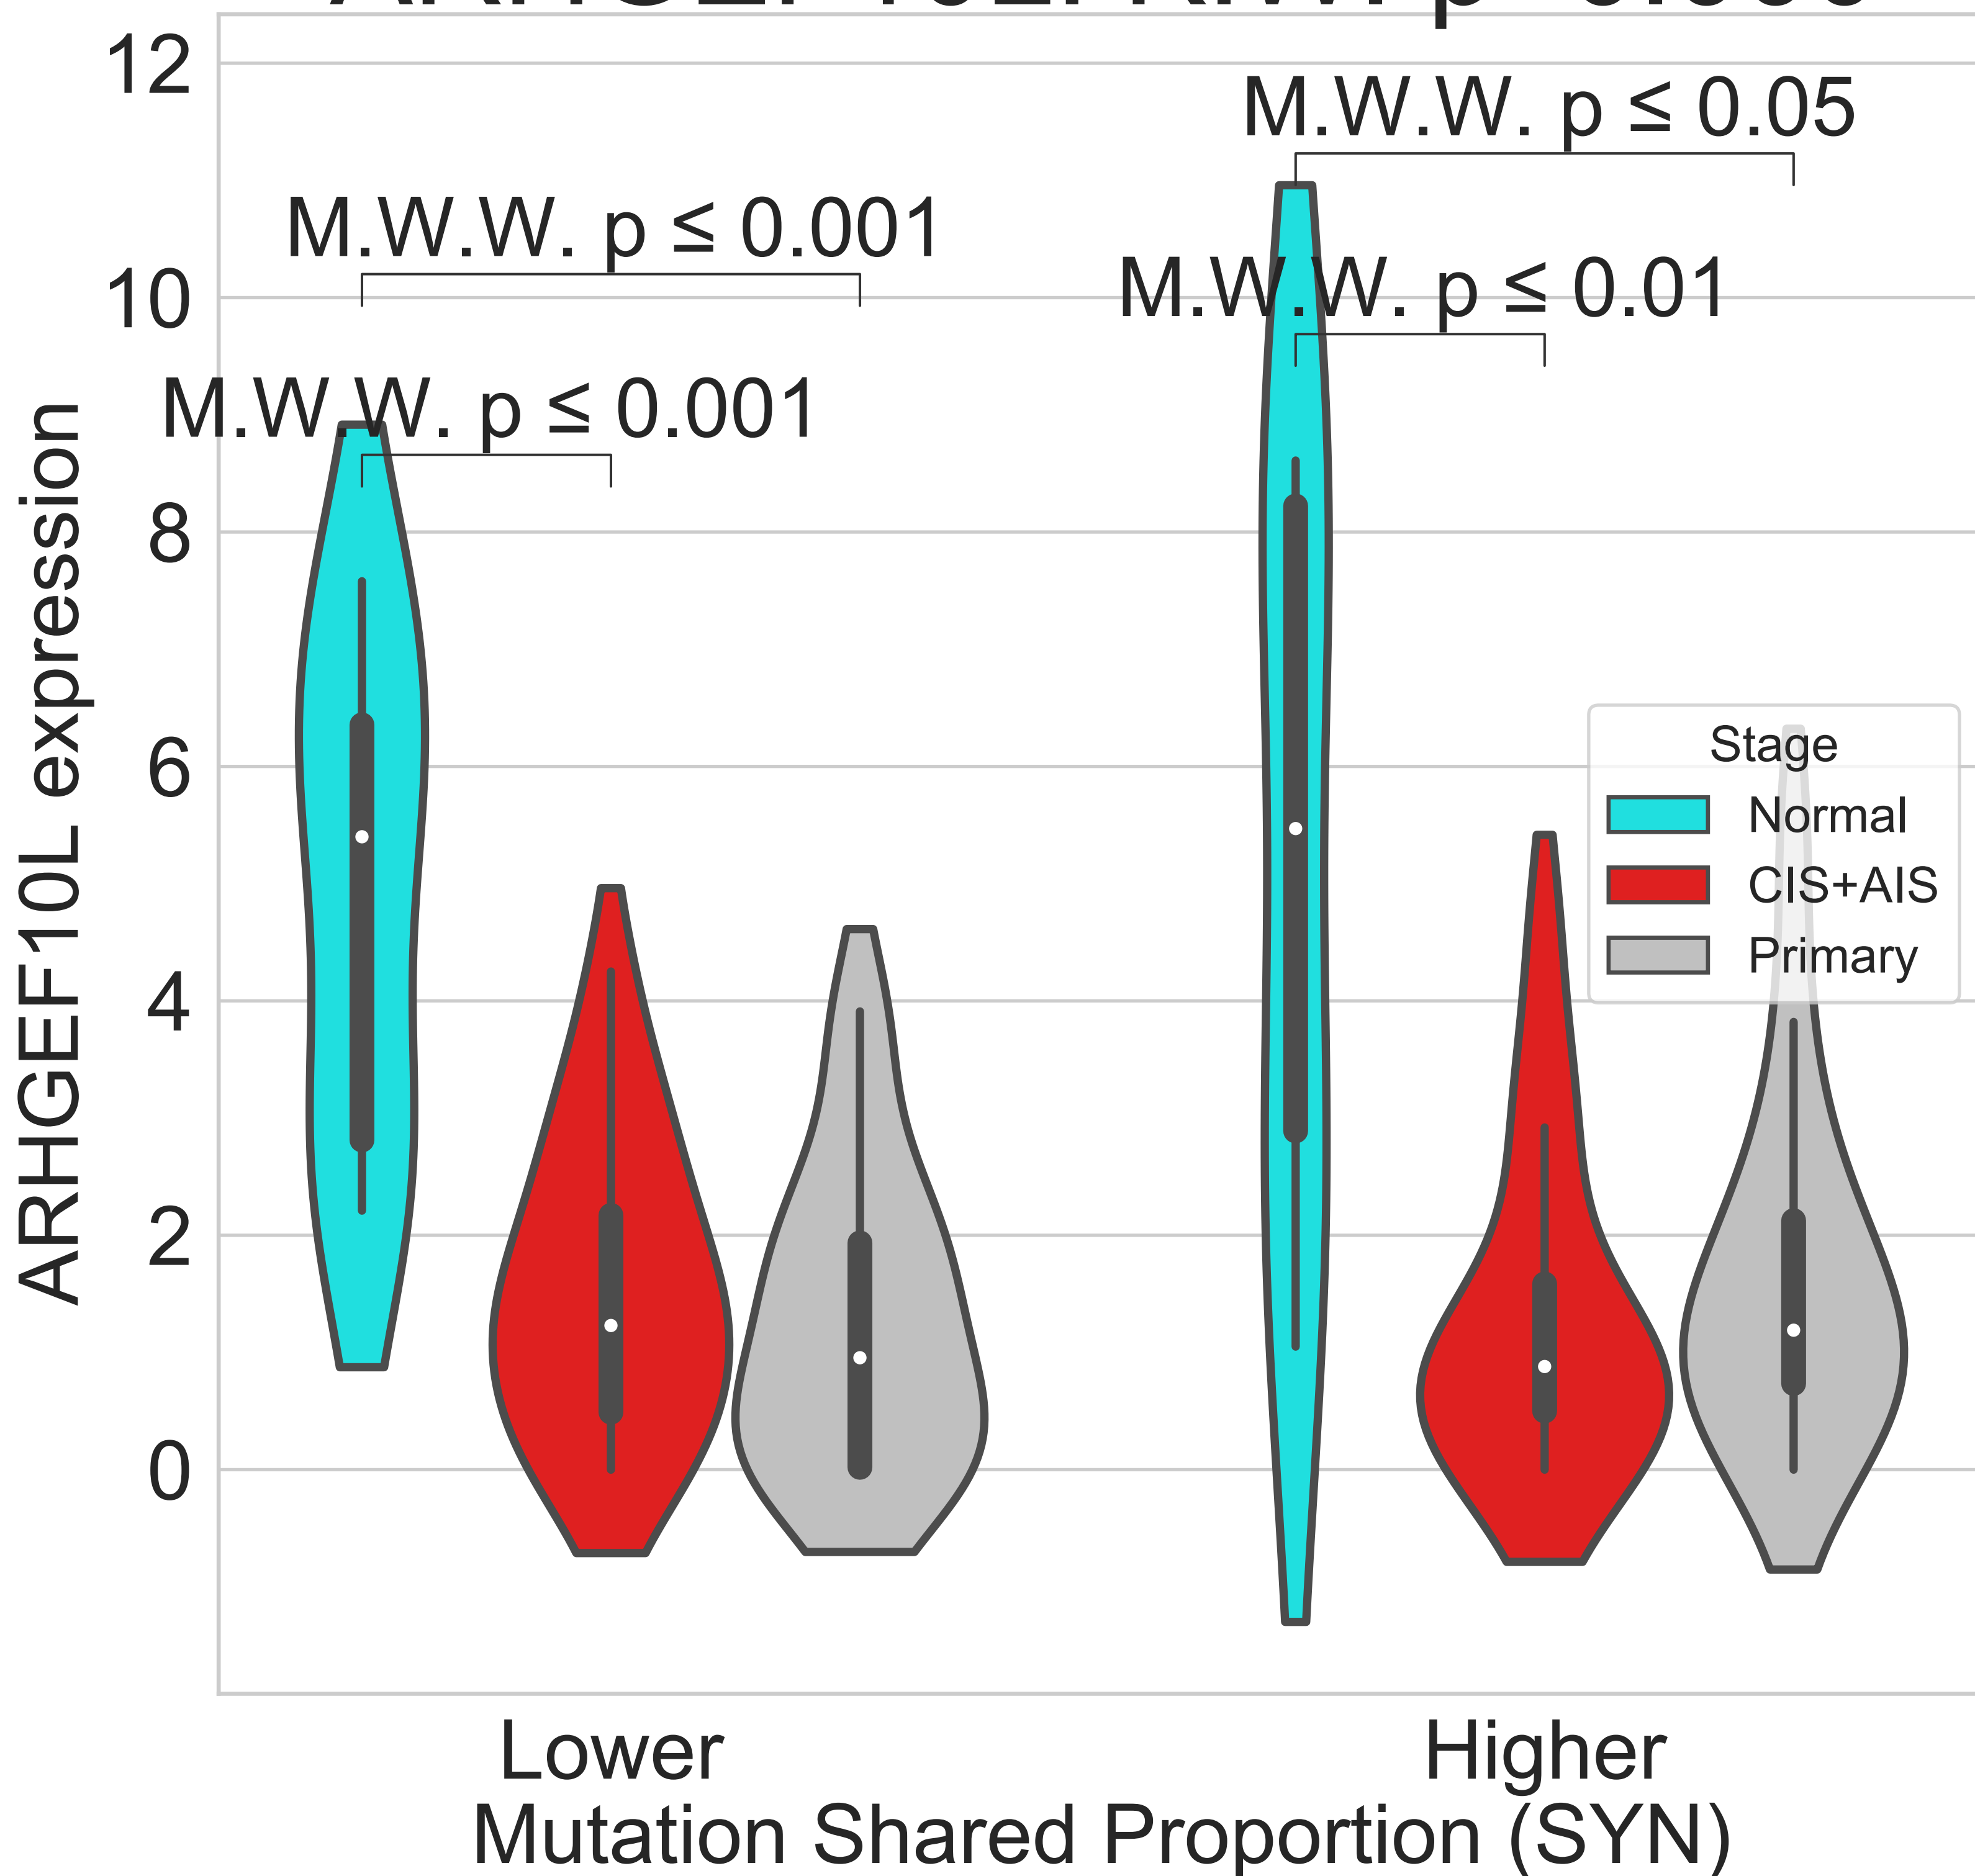 12
M.W.W. p ≤ 0.05
M.W.W. p ≤ 0.001
10
M.W.W. p ≤ 0.01
M.W.W. p ≤ 0.001
8
6
4
2
0
ARHGEF10L expression
Stage
Normal
CIS+AIS
Primary
Lower
Higher
Mutation Shared Proportion (SYN)